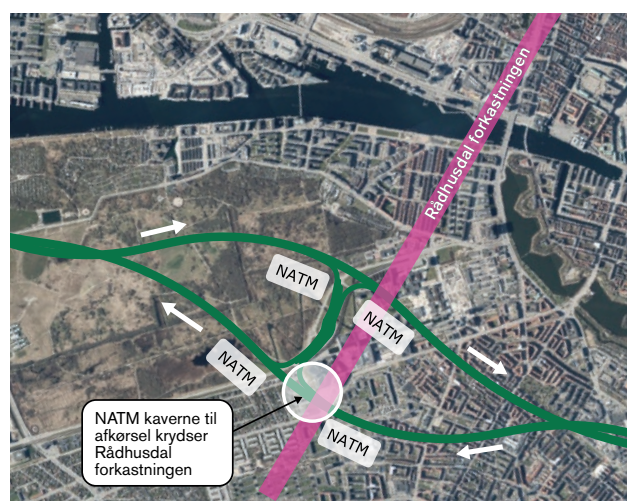 Rådhusdal forkastningen
NATM
NATM
NATM
NATM
NATM kaverne til
afkørsel krydser
Rådhusdal
forkastningen